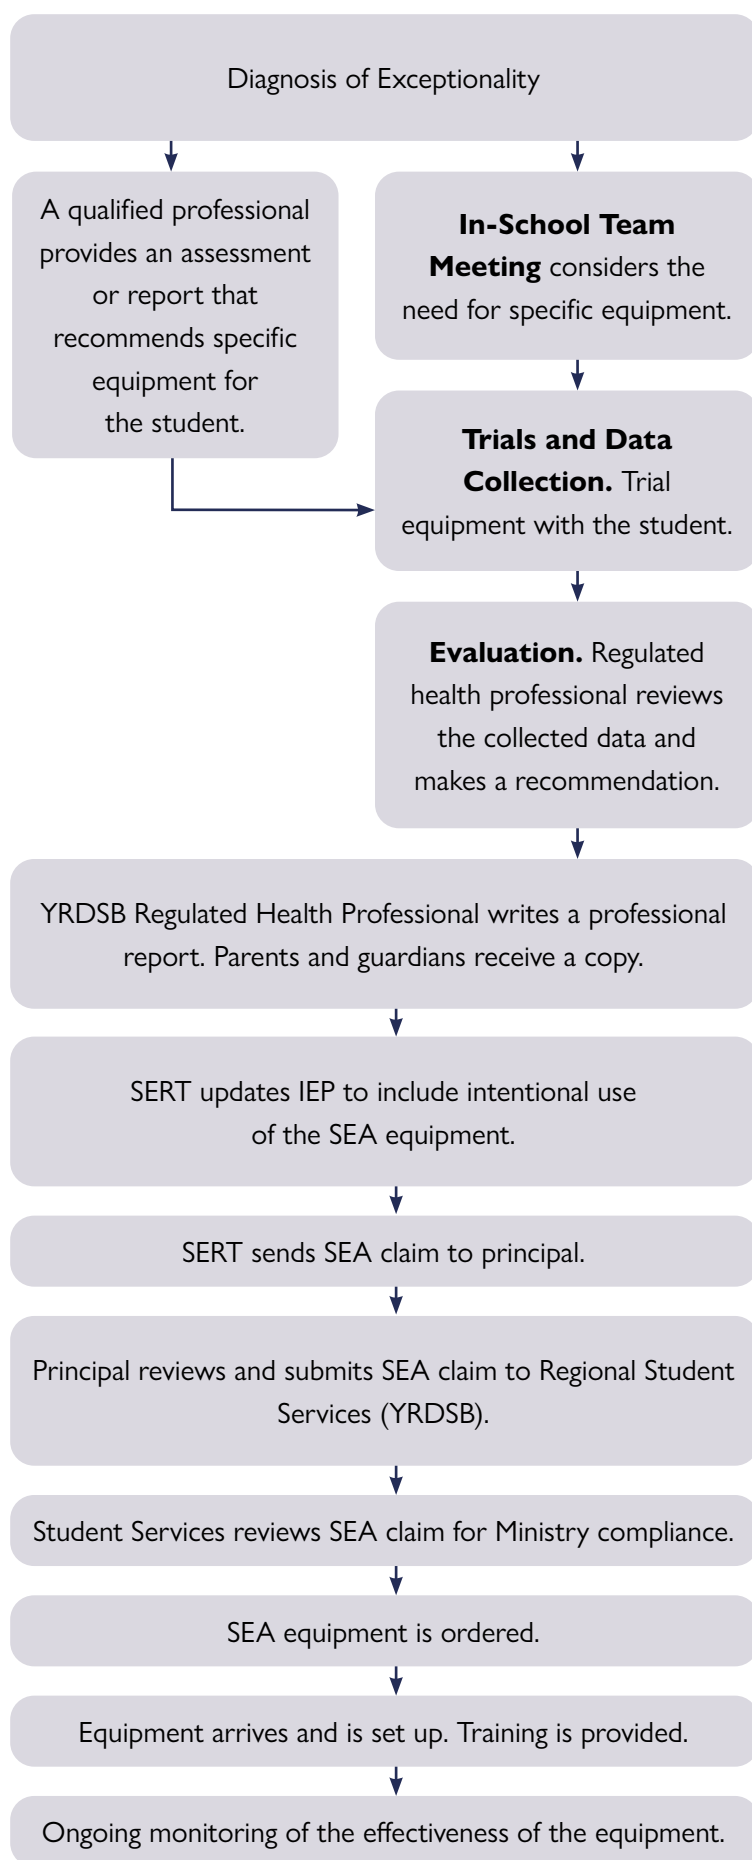 Diagnosis of Exceptionality
A qualified professional
provides an assessment
or report that
recommends specific
equipment for
the student.
In-School Team
Meeting considers the
need for specific equipment.
Trials and Data
Collection. Trial
equipment with the student.
Evaluation. Regulated
health professional reviews
the collected data and
makes a recommendation.
YRDSB Regulated Health Professional writes a professional
report. Parents and guardians receive a copy.
SERT updates IEP to include intentional use
of the SEA equipment.
SERT sends SEA claim to principal.
Principal reviews and submits SEA claim to Regional Student
Services (YRDSB).
Student Services reviews SEA claim for Ministry compliance.
SEA equipment is ordered.
Equipment arrives and is set up. Training is provided.
Ongoing monitoring of the effectiveness of the equipment.